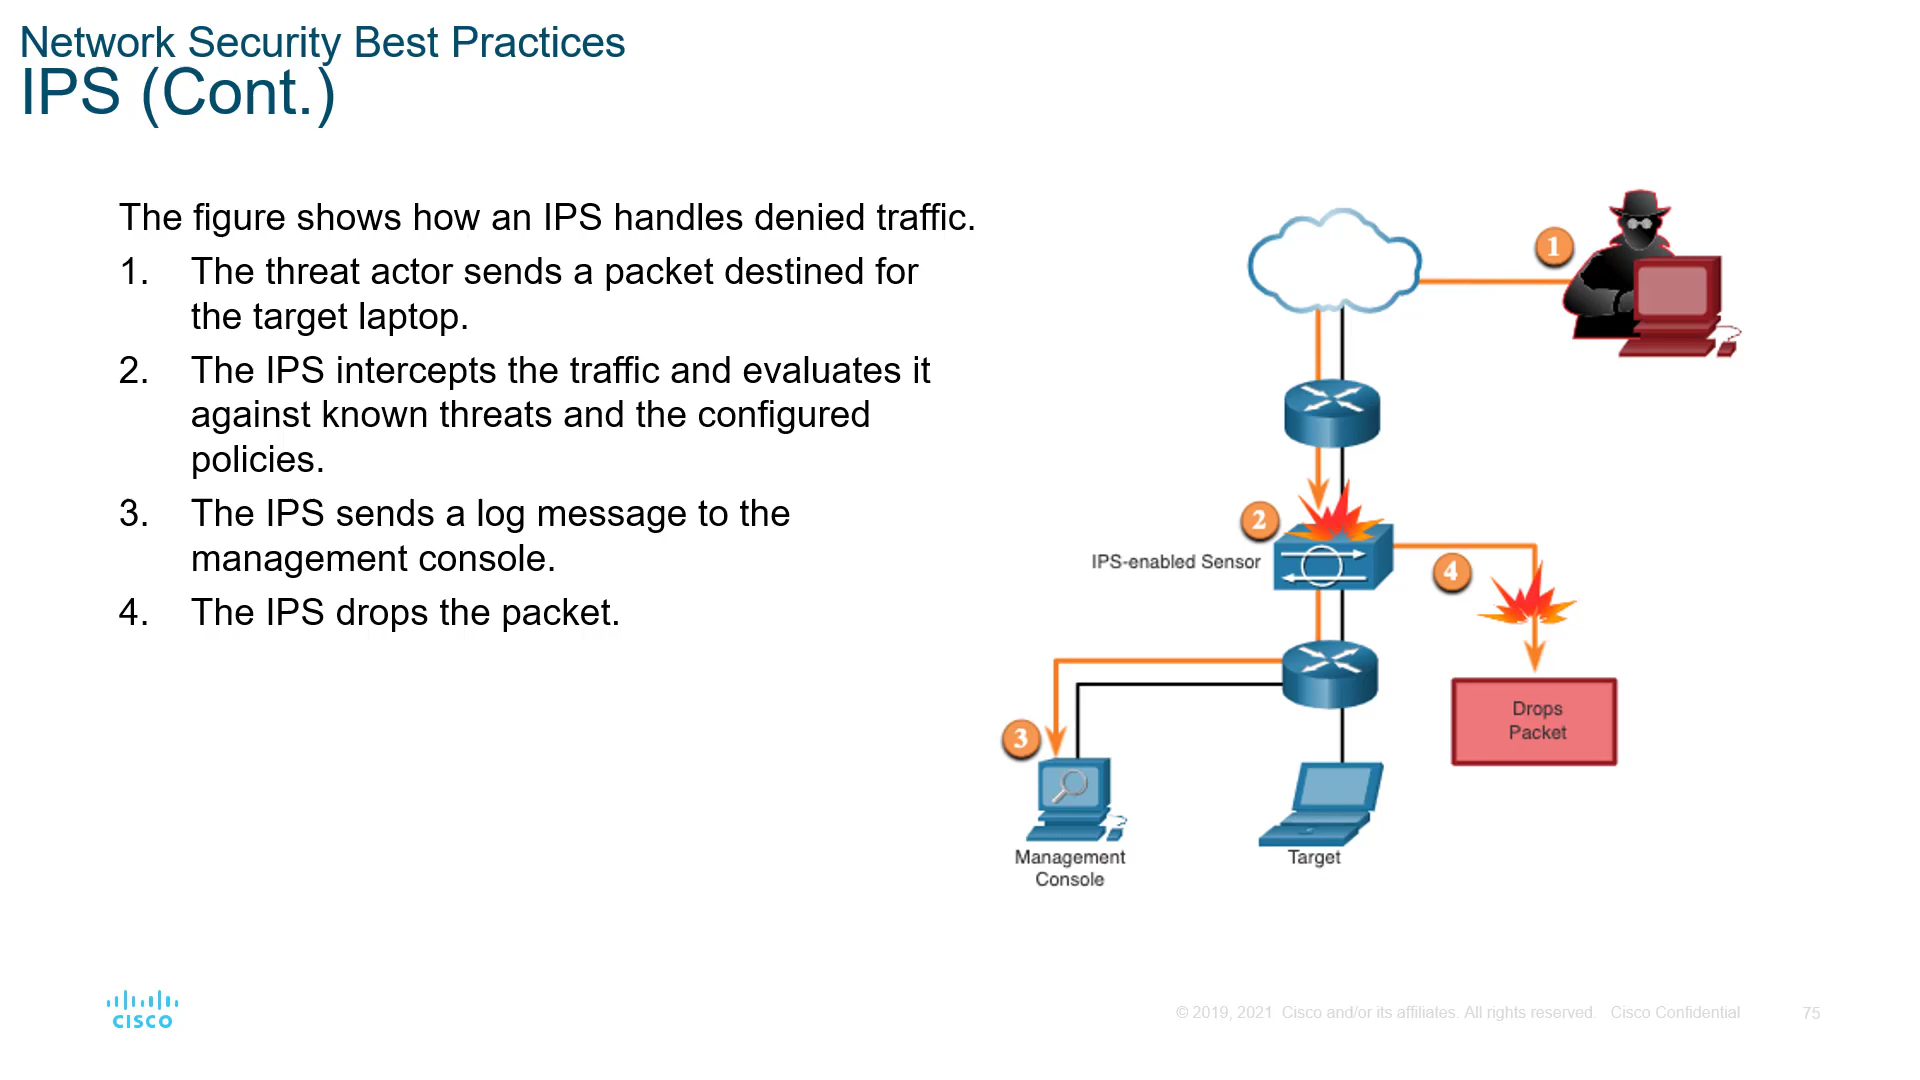 Network Security Best Practices
IPS (Cont.)
The figure shows how an IPS handles denied traffic.
1. The threat actor sends a packet destined for
the target laptop.
2. The IPS intercepts the traffic and evaluates it
against known threats and the configured
policies.
3. The IPS sends a log message to the
management console.
4. The IPS drops the packet.
1
2
IPS-enabled Sensor
4
Drops
Packet
3
Management
Console
Target
CISCO
© 2019, 2021 Cisco and/or its affiliates. All rights reserved. Cisco Confidential
75